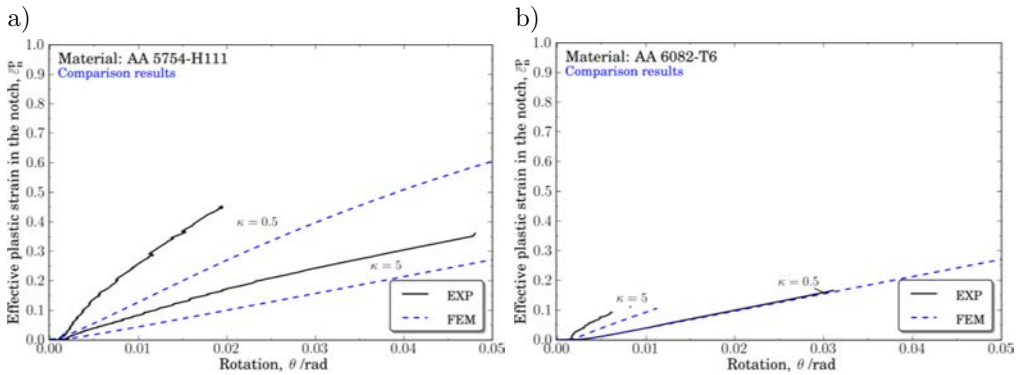 a)
Material: AA 5754-H111
Comparison results
Effective plastic strain in the notch, ε̄ₙᵖ
1.0
0.9
0.8
0.7
0.6
0.5
0.4
0.3
0.2
0.1
0.0
κ = 0.5
κ = 5
EXP
FEM
0.00 0.01 0.02 0.03 0.04 0.05
Rotation, θ /rad
b)
Material: AA 6082-T6
Comparison results
Effective plastic strain in the notch, ε̄ₙᵖ
1.0
0.9
0.8
0.7
0.6
0.5
0.4
0.3
0.2
0.1
0.0
κ = 5
κ = 0.5
EXP
FEM
0.00 0.01 0.02 0.03 0.04 0.05
Rotation, θ /rad